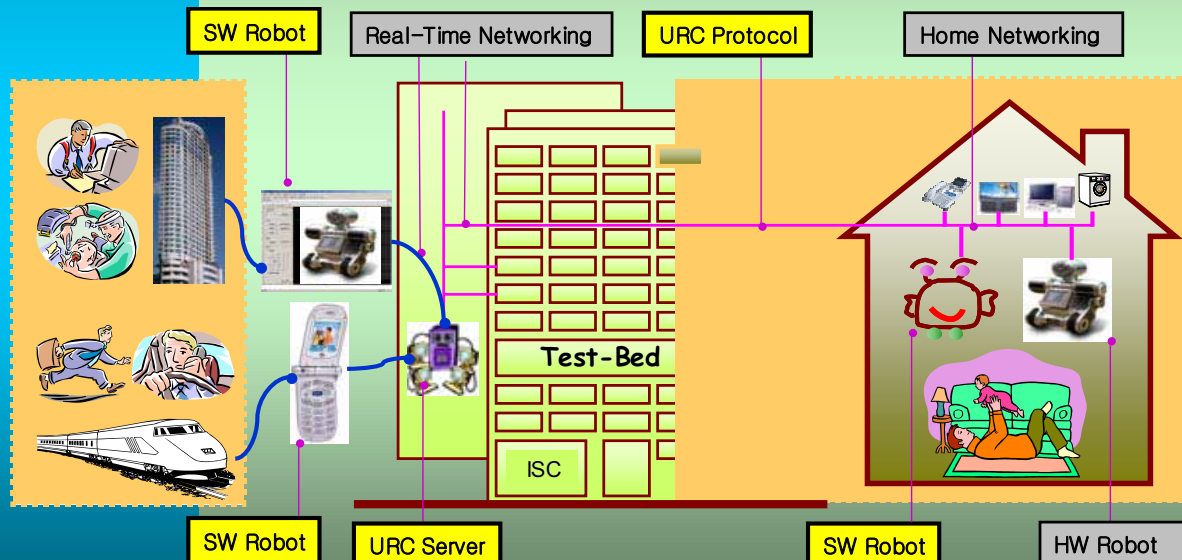 SW Robot
Real-Time Networking
URC Protocol
Home Networking
Test-Bed
ISC
SW Robot
URC Server
SW Robot
HW Robot